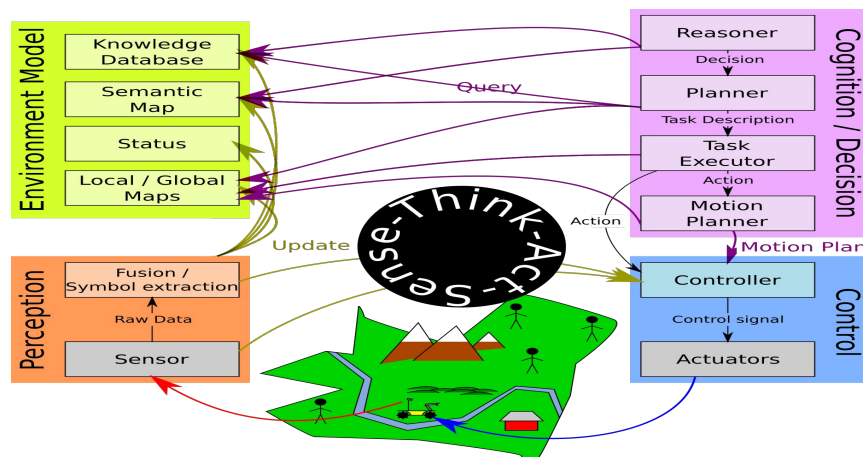 Environment Model
Knowledge
Database
Semantic
Map
Status
Local / Global
Maps
Query
Cognition / Decision
Reasoner
Decision
Planner
Task Description
Task
Executor
Action
Motion
Planner
Action
Motion Plan
Update
Sense-Think-Act-
Perception
Fusion /
Symbol extraction
Raw Data
Sensor
Control
Controller
Control signal
Actuators